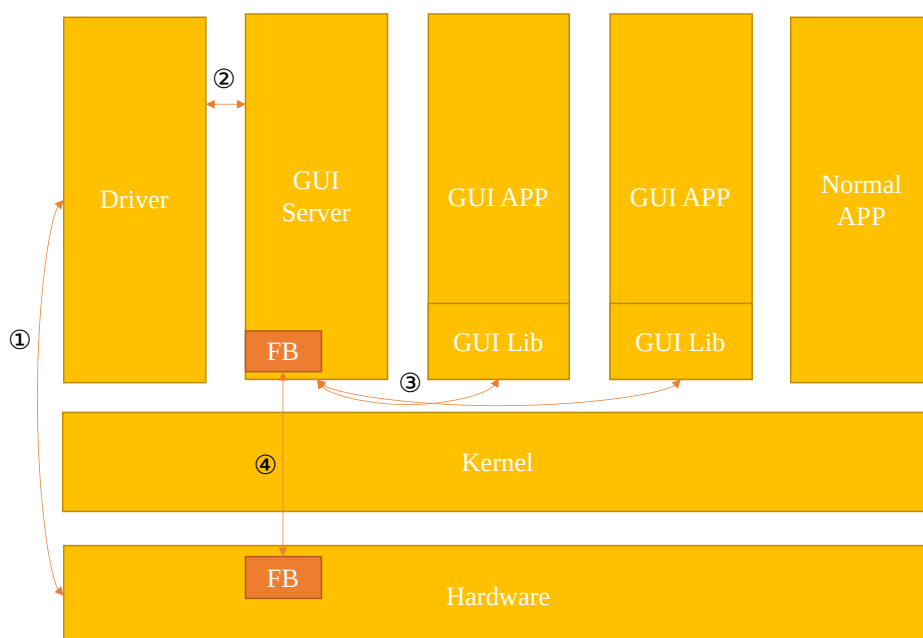 ②
Driver
GUI
Server
GUI APP
GUI APP
Normal
APP
①
FB
GUI Lib
GUI Lib
③
Kernel
④
FB
Hardware